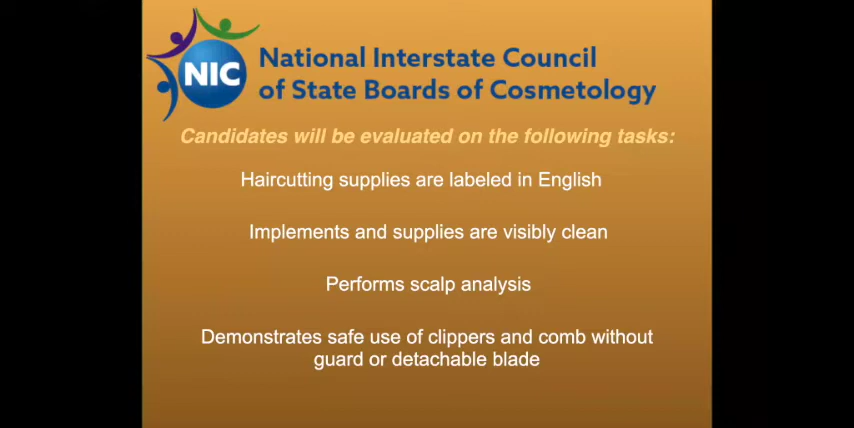 NIC
National Interstate Council
of State Boards of Cosmetology
Candidates will be evaluated on the following tasks:
Haircutting supplies are labeled in English
Implements and supplies are visibly clean
Performs scalp analysis
Demonstrates safe use of clippers and comb without
guard or detachable blade